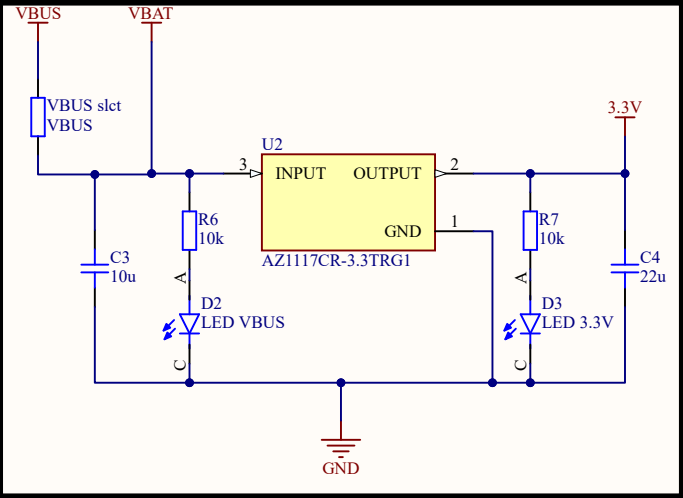 VBUS
VBAT
VBUS slct
VBUS
3.3V
U2
3
INPUT
OUTPUT
2
GND
1
AZ1117CR-3.3TRG1
R6
10k
R7
10k
C3
10u
C4
22u
A
A
D2
LED VBUS
D3
LED 3.3V
C
C
GND